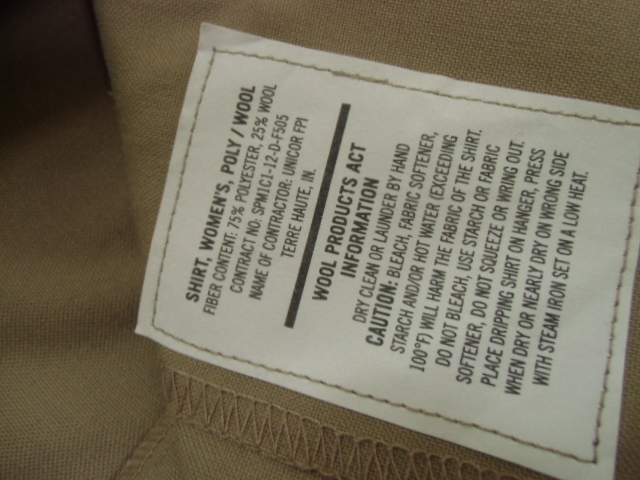 SHIRT, WOMEN'S, POLY / WOOL
FIBER CONTENT: 75% POLYESTER, 25% WOOL
CONTRACT NO: SPM1C1-12-D-F505
NAME OF CONTRACTOR: UNICOR FPI
TERRE HAUTE, IN.
WOOL PRODUCTS ACT
INFORMATION
DRY CLEAN OR LAUNDER BY HAND
CAUTION: BLEACH, FABRIC SOFTENER,
STARCH AND/OR HOT WATER (EXCEEDING
100°F) WILL HARM THE FABRIC OF THE SHIRT.
DO NOT BLEACH, USE STARCH OR FABRIC
SOFTENER, DO NOT SQUEEZE OR WRING OUT.
PLACE DRIPPING SHIRT ON HANGER, PRESS
WHEN DRY OR NEARLY DRY ON WRONG SIDE
WITH STEAM IRON SET ON A LOW HEAT.